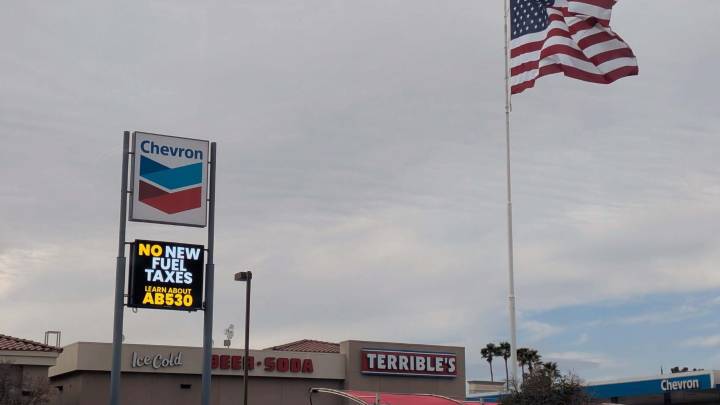 Chevron
NO NEW
FUEL
TAXES
LEARN ABOUT
AB530
Ice Cold BEER • SODA
TERRIBLE'S
Chevron